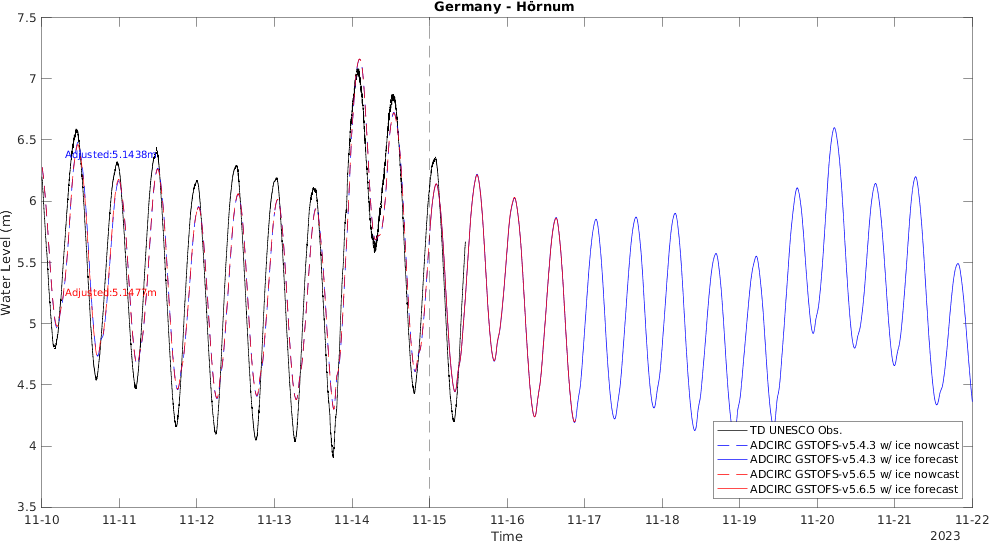 Germany - Hörnum
7.5
7
6.5
6
5.5
5
4.5
4
3.5
Water Level (m)
Adjusted:5.1438m
Adjusted:5.1477m
TD UNESCO Obs.
ADCIRC GSTOFS-v5.4.3 w/ ice nowcast
ADCIRC GSTOFS-v5.4.3 w/ ice forecast
ADCIRC GSTOFS-v5.6.5 w/ ice nowcast
ADCIRC GSTOFS-v5.6.5 w/ ice forecast
11-10 11-11 11-12 11-13 11-14 11-15 11-16 11-17 11-18 11-19 11-20 11-21 11-22
Time
2023